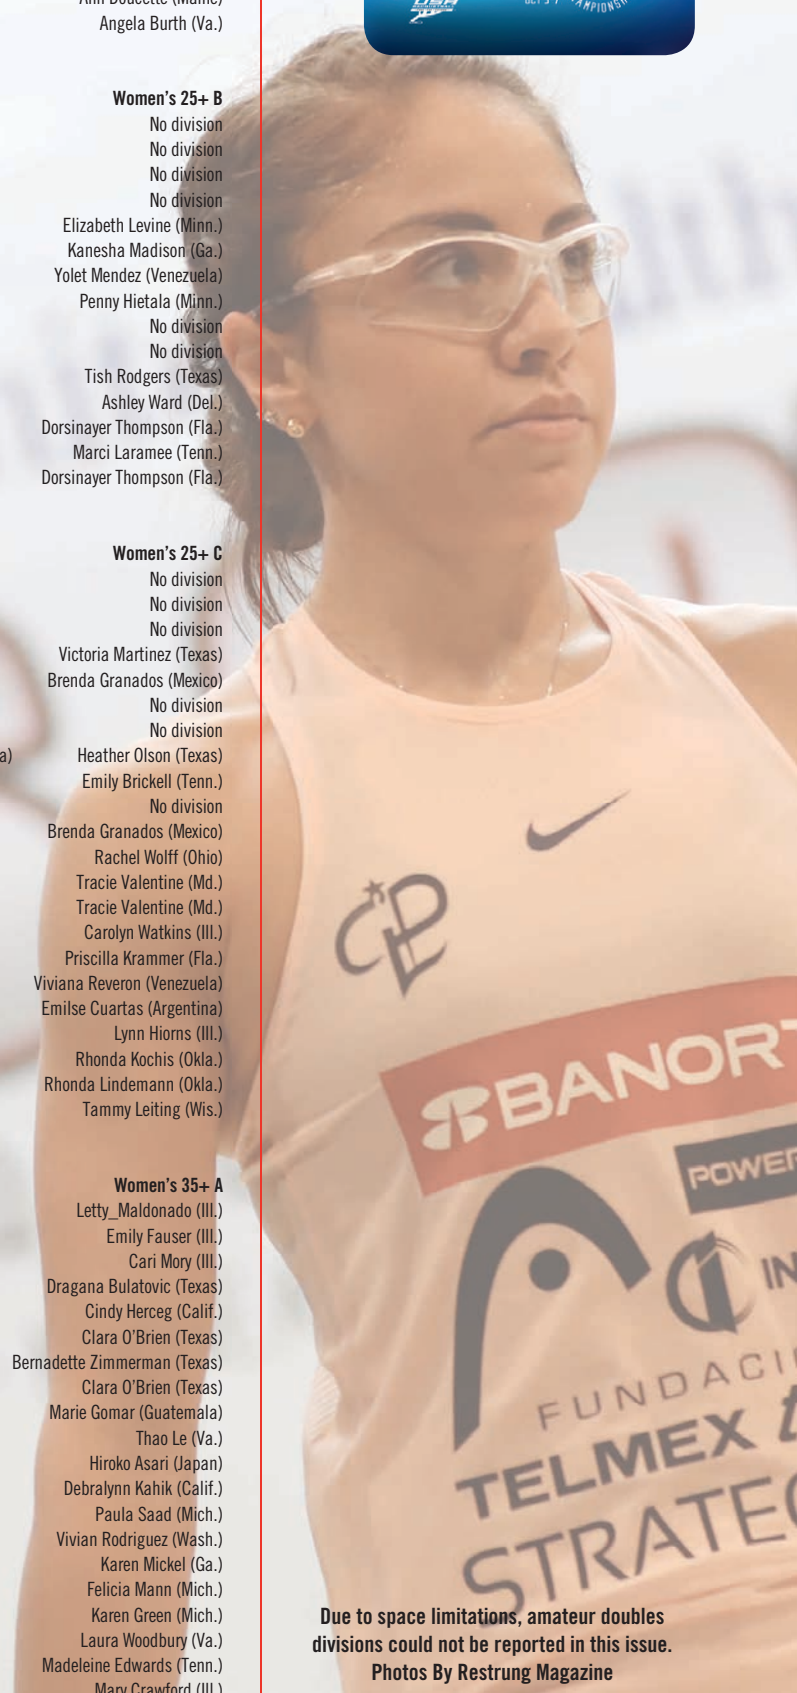 Angela Burth (Va.)
Women's 25+ B
No division
No division
No division
No division
Elizabeth Levine (Minn.)
Kanesha Madison (Ga.)
Yolet Mendez (Venezuela)
Penny Hietala (Minn.)
No division
No division
Tish Rodgers (Texas)
Ashley Ward (Del.)
Dorsinayer Thompson (Fla.)
Marci Laramee (Tenn.)
Dorsinayer Thompson (Fla.)
Women's 25+ C
No division
No division
No division
Victoria Martinez (Texas)
Brenda Granados (Mexico)
No division
No division
a) Heather Olson (Texas)
Emily Brickell (Tenn.)
No division
Brenda Granados (Mexico)
Rachel Wolff (Ohio)
Tracie Valentine (Md.)
Tracie Valentine (Md.)
Carolyn Watkins (Ill.)
Priscilla Krammer (Fla.)
Viviana Reveron (Venezuela)
Emilse Cuartas (Argentina)
Lynn Hiorns (Ill.)
Rhonda Kochis (Okla.)
Rhonda Lindemann (Okla.)
Tammy Leiting (Wis.)
Women's 35+ A
Letty_Maldonado (Ill.)
Emily Fauser (Ill.)
Cari Mory (Ill.)
Dragana Bulatovic (Texas)
Cindy Herceg (Calif.)
Clara O'Brien (Texas)
Bernadette Zimmerman (Texas)
Clara O'Brien (Texas)
Marie Gomar (Guatemala)
Thao Le (Va.)
Hiroko Asari (Japan)
Debralynn Kahik (Calif.)
Paula Saad (Mich.)
Vivian Rodriguez (Wash.)
Karen Mickel (Ga.)
Felicia Mann (Mich.)
Karen Green (Mich.)
Laura Woodbury (Va.)
Madeleine Edwards (Tenn.)
Mary Crawford (Ill.)
BANORT
POWER
IN
FUNDACI
TELMEX
STRATE
Due to space limitations, amateur doubles
divisions could not be reported in this issue.
Photos By Restrung Magazine